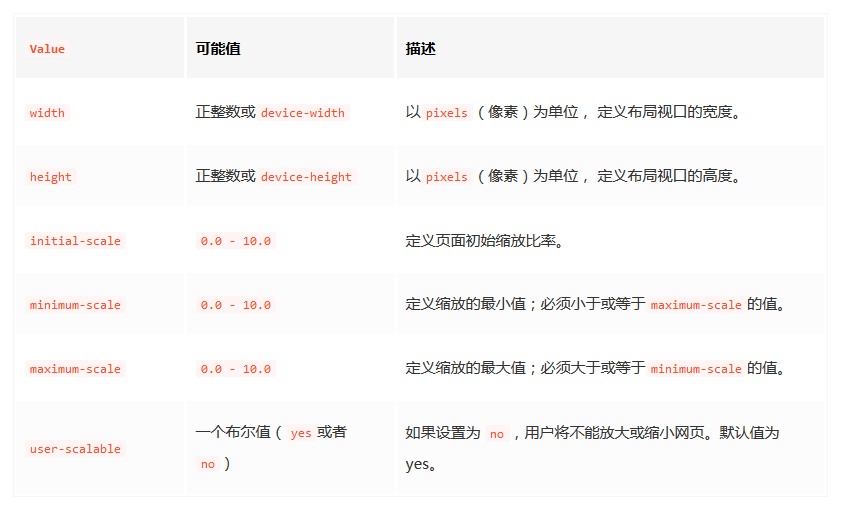 Value 可能值 描述
width 正整数或 device-width 以 pixels （像素）为单位， 定义布局视口的宽度。
height 正整数或 device-height 以 pixels （像素）为单位， 定义布局视口的高度。
initial-scale 0.0 - 10.0 定义页面初始缩放比率。
minimum-scale 0.0 - 10.0 定义缩放的最小值；必须小于或等于 maximum-scale 的值。
maximum-scale 0.0 - 10.0 定义缩放的最大值；必须大于或等于 minimum-scale 的值。
user-scalable
一个布尔值（ yes 或者
no ）
如果设置为 no ，用户将不能放大或缩小网页。默认值为
yes。